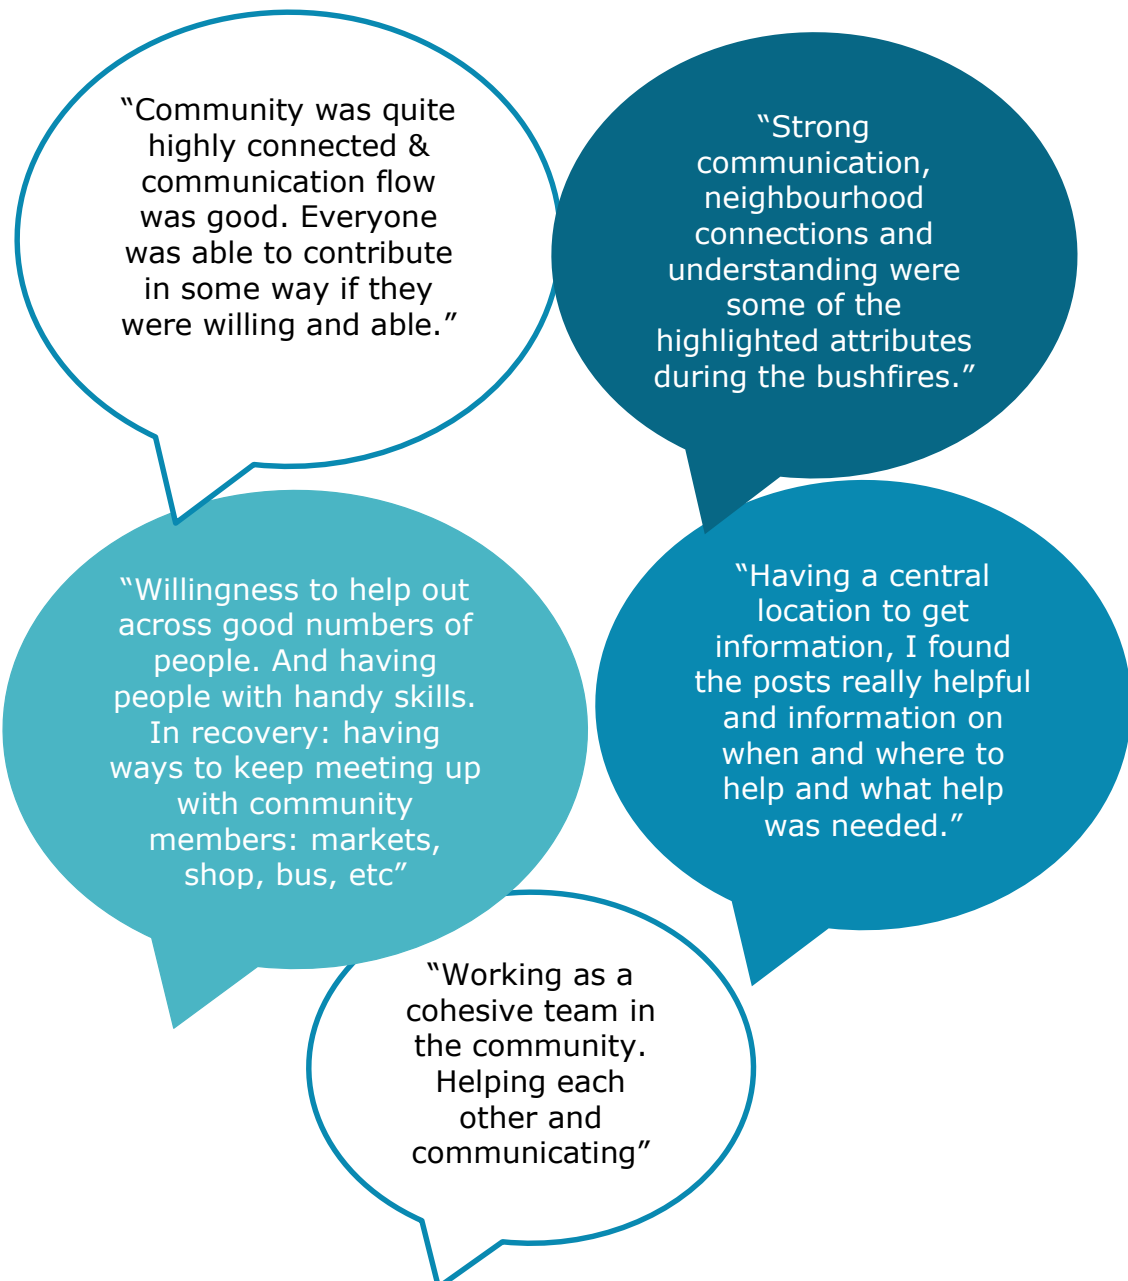 “Community was quite
highly connected &
communication flow
was good. Everyone
was able to contribute
in some way if they
were willing and able.”
“Strong
communication,
neighbourhood
connections and
understanding were
some of the
highlighted attributes
during the bushfires.”
“Willingness to help out
across good numbers of
people. And having
people with handy skills.
In recovery: having
ways to keep meeting up
with community
members: markets,
shop, bus, etc”
“Having a central
location to get
information, I found
the posts really helpful
and information on
when and where to
help and what help
was needed.”
“Working as a
cohesive team in
the community.
Helping each
other and
communicating”